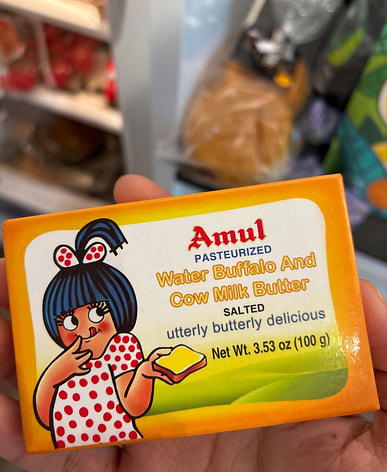 Amul
PASTEURIZED
Water Buffalo And
Cow Milk Butter
SALTED
utterly butterly delicious
Net Wt. 3.53 oz (100 g)